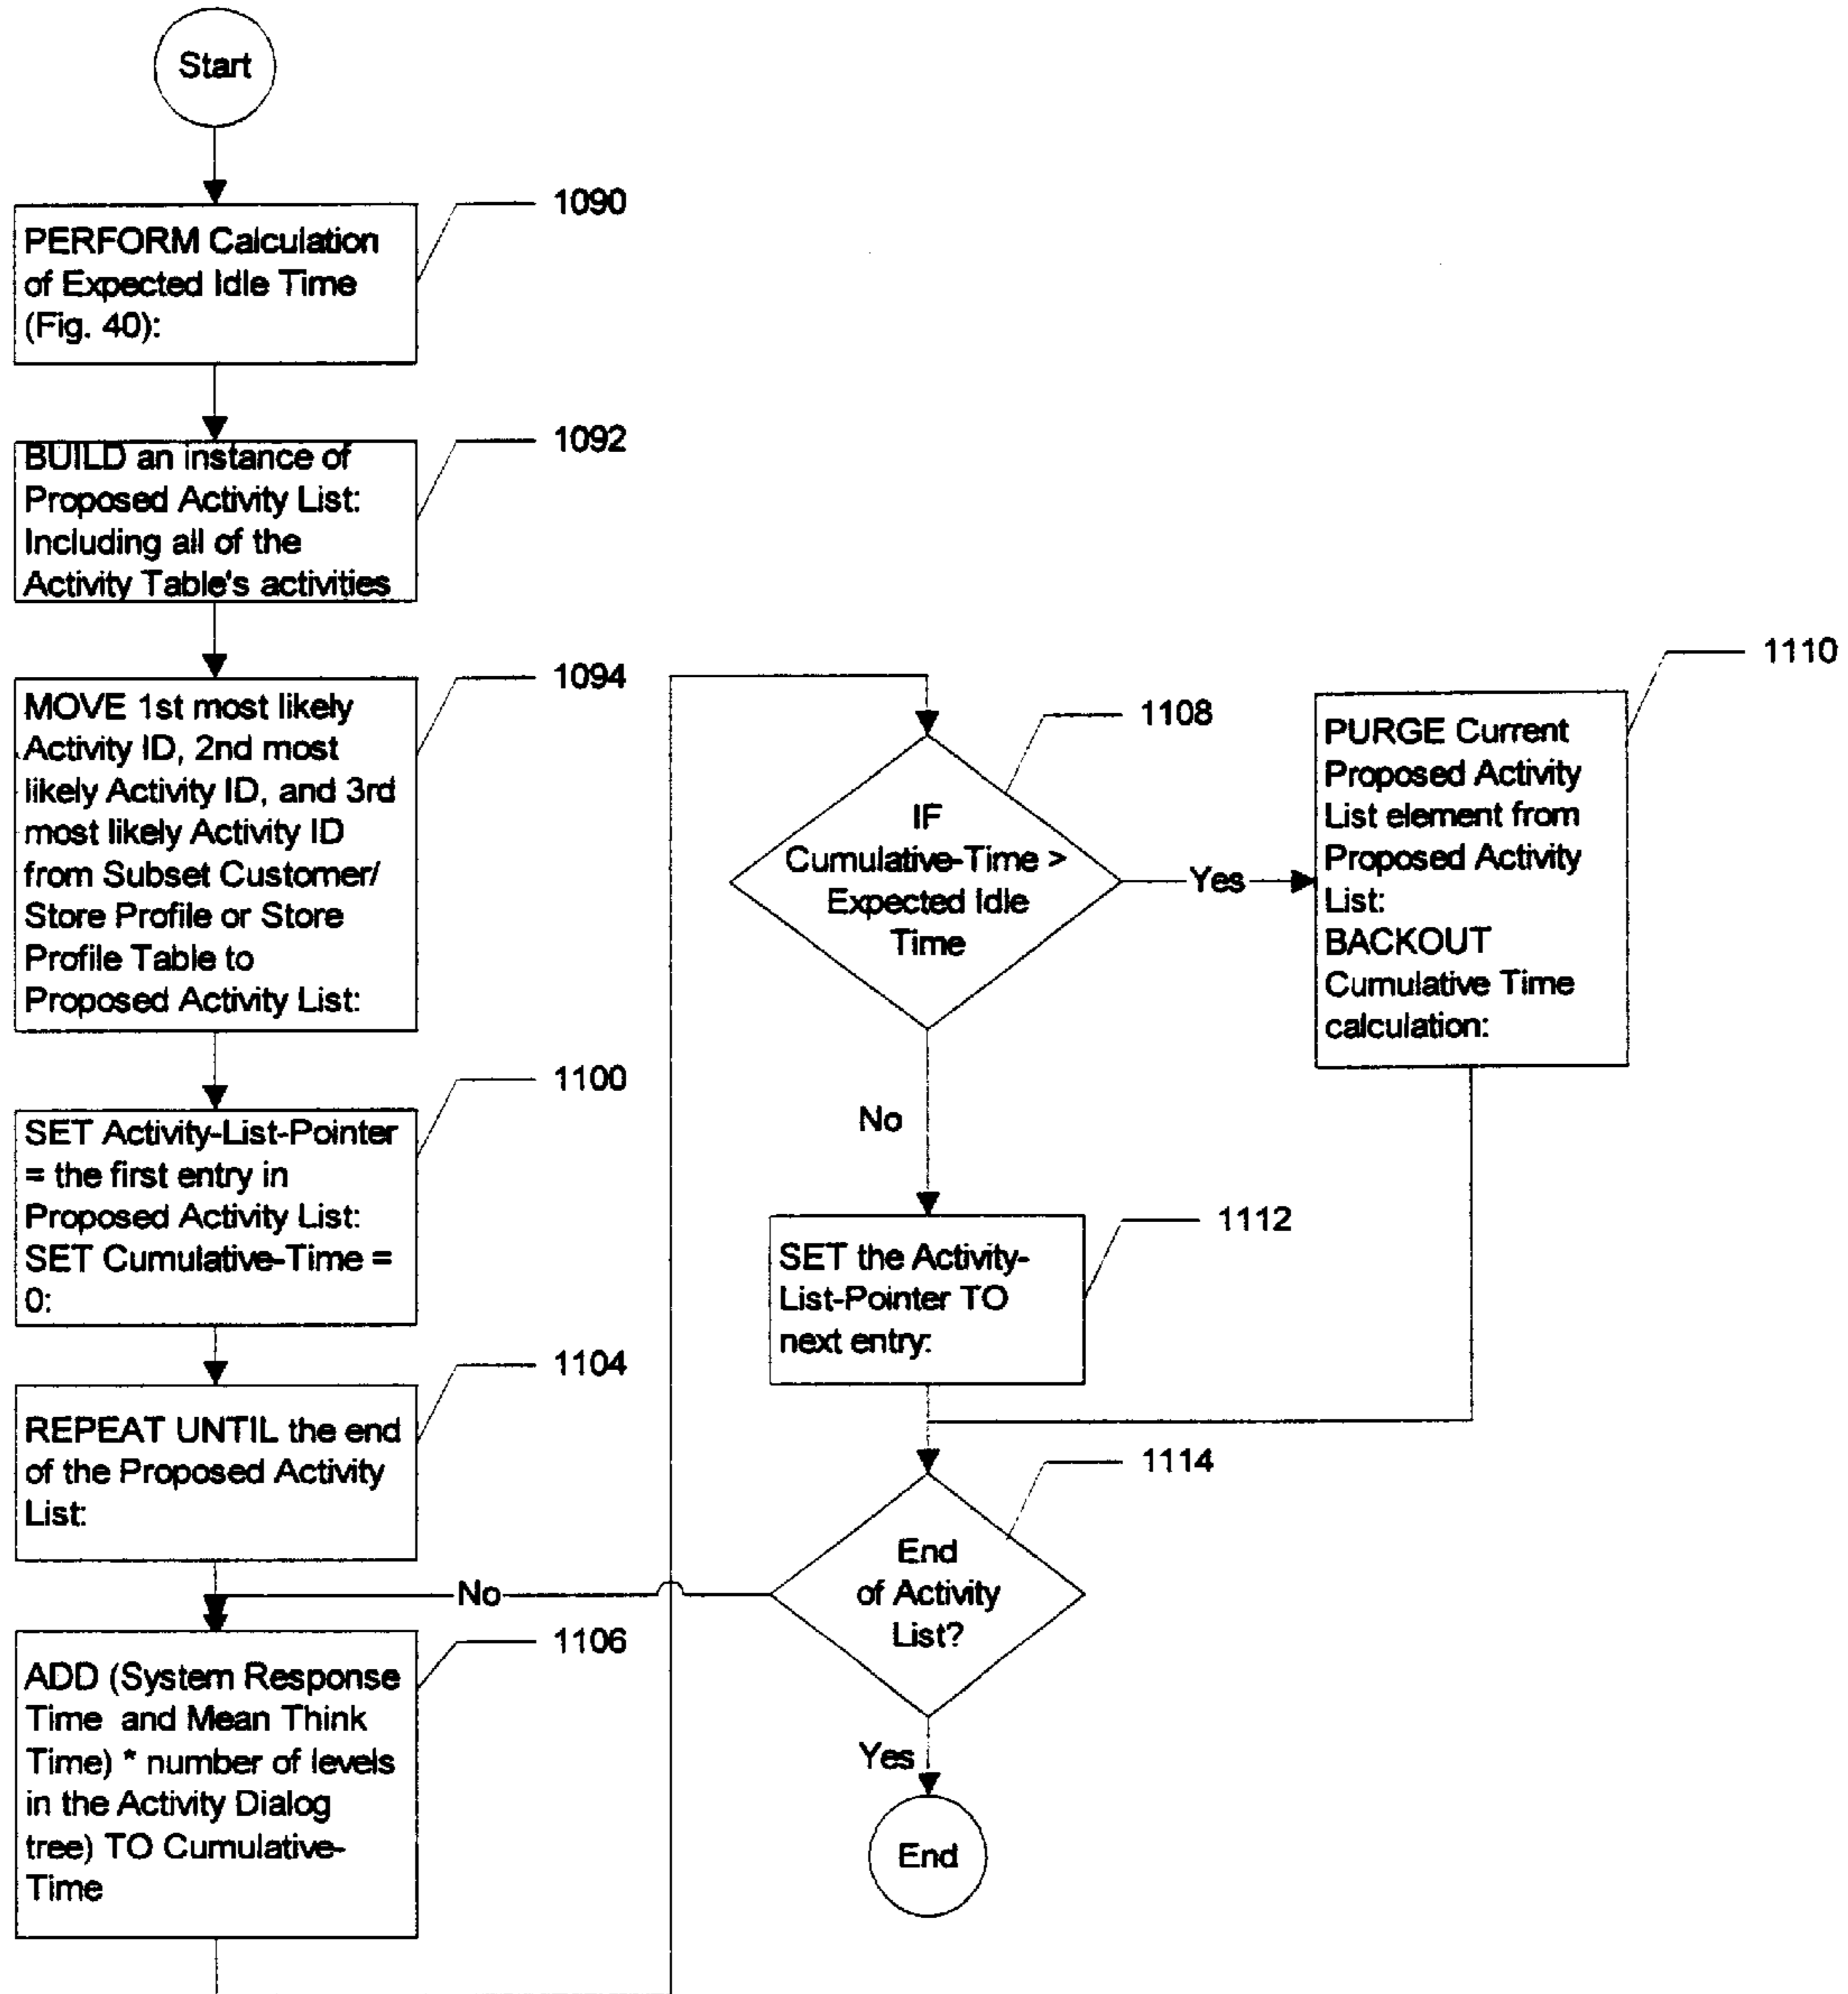 Start
1090
PERFORM Calculation
of Expected Idle Time
(Fig. 40):
1092
BUILD an instance of
Proposed Activity List:
Including all of the
Activity Table's activities
1094
MOVE 1st most likely
Activity ID, 2nd most
likely Activity ID, and 3rd
most likely Activity ID
from Subset Customer/
Store Profile or Store
Profile Table to
Proposed Activity List:
1100
SET Activity-List-Pointer
= the first entry in
Proposed Activity List:
SET Cumulative-Time =
0:
1104
REPEAT UNTIL the end
of the Proposed Activity
List:
1106
ADD (System Response
Time and Mean Think
Time) * number of levels
in the Activity Dialog
tree) TO Cumulative-
Time
1108
IF
Cumulative-Time >
Expected Idle
Time
Yes
1110
PURGE Current
Proposed Activity
List element from
Proposed Activity
List:
BACKOUT
Cumulative Time
calculation:
No
1112
SET the Activity-
List-Pointer TO
next entry:
1114
End
of Activity
List?
No
Yes
End